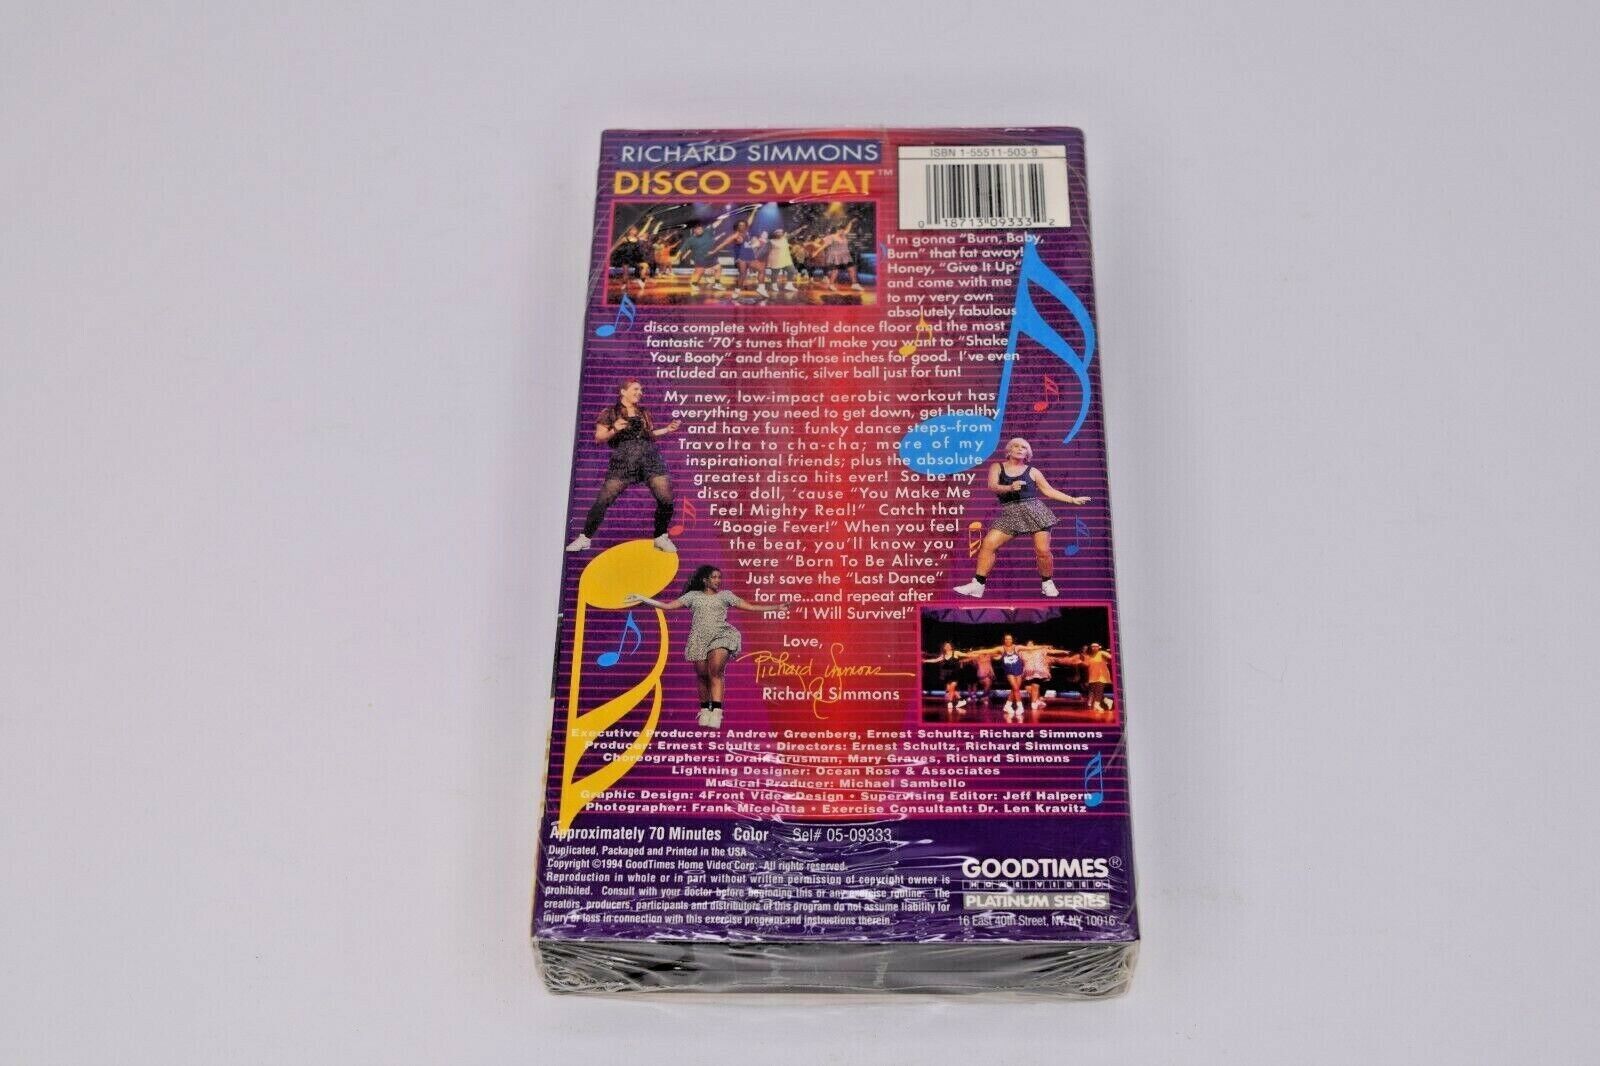 RICHARD SIMMONS
DISCO SWEAT™
ISBN 1-55511-503-9
0 18713 09333 2
I'm gonna "Burn, Baby,
Burn" that fat away!
Honey, "Give It Up"
and come with me
to my very own
absolutely fabulous
disco complete with lighted dance floor and the most
fantastic '70's tunes that'll make you want to "Shake
Your Booty" and drop those inches for good. I've even
included an authentic, silver ball just for fun!
My new, low-impact aerobic workout has
everything you need to get down, get healthy
and have fun: funky dance steps–from
Travolta to cha-cha; more of my
inspirational friends; plus the absolute
greatest disco hits ever! So be my
disco doll, 'cause "You Make Me
Feel Mighty Real!" Catch that
"Boogie Fever!" When you feel
the beat, you'll know you
were "Born To Be Alive."
Just save the "Last Dance"
for me...and repeat after
me: "I Will Survive!"
Love,
Richard Simmons
Richard Simmons
Executive Producers: Andrew Greenberg, Ernest Schultz, Richard Simmons
Producer: Ernest Schultz • Directors: Ernest Schultz, Richard Simmons
Choreographers: Dorain Grusman, Mary Graves, Richard Simmons
Lightning Designer: Ocean Rose & Associates
Musical Producer: Michael Sambello
Graphic Design: 4Front Video Design • Supervising Editor: Jeff Halpern
Photographer: Frank Micelotta • Exercise Consultant: Dr. Len Kravitz
Approximately 70 Minutes Color Sel# 05-09333
Duplicated, Packaged and Printed in the USA
Copyright ©1994 GoodTimes Home Video Corp. All rights reserved.
Reproduction in whole or in part without written permission of copyright owner is
prohibited. Consult with your doctor before beginning this or any exercise routine. The
creators, producers, participants and distributors of this program do not assume liability for
injury or loss in connection with this exercise program and instructions therein.
GOODTIMES®
HOME VIDEO
PLATINUM SERIES
16 East 40th Street, NY, NY 10016